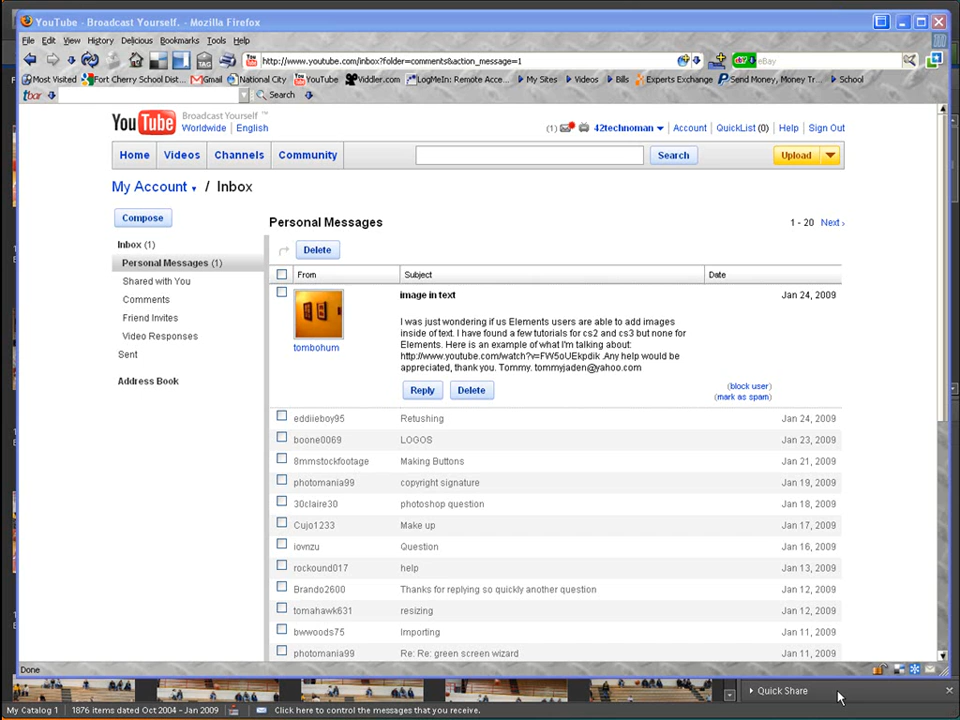 YouTube - Broadcast Yourself. - Mozilla Firefox
File Edit View History Delicious Bookmarks Tools Help
TAG http://www.youtube.com/inbox?folder=comments&action_message=1 eBay
Most Visited Fort Cherry School Dist... Gmail National City YouTube Viddler.com LogMeIn: Remote Acce... My Sites Videos Bills Experts Exchange Send Money, Money Tr... School
tbar Search
YouTube Broadcast Yourself ™
Worldwide English (1) 42technoman Account QuickList (0) Help Sign Out
Home Videos Channels Community Search Upload
My Account / Inbox
Compose Personal Messages 1 - 20 Next
Inbox (1) Delete
Personal Messages (1)
From Subject Date
Shared with You
Comments
Friend Invites
Video Responses
Sent
Address Book
image in text Jan 24, 2009
I was just wondering if us Elements users are able to add images
inside of text. I have found a few tutorials for cs2 and cs3 but none for
Elements. Here is an example of what I'm talking about:
http://www.youtube.com/watch?v=FW5oUEkpdik .Any help would be
appreciated, thank you. Tommy. tommyjaden@yahoo.com
tombohum
Reply Delete (block user)
(mark as spam)
eddiieboy95 Retushing Jan 24, 2009
boone0069 LOGOS Jan 23, 2009
8mmstockfootage Making Buttons Jan 21, 2009
photomania99 copyright signature Jan 19, 2009
30claire30 photoshop question Jan 18, 2009
Cujo1233 Make up Jan 17, 2009
iovnzu Question Jan 16, 2009
rockound017 help Jan 13, 2009
Brando2600 Thanks for replying so quickly another question Jan 12, 2009
tomahawk631 resizing Jan 12, 2009
bwwoods75 Importing Jan 11, 2009
photomania99 Re: Re: green screen wizard Jan 11, 2009
Done
Quick Share
My Catalog 1 1876 items dated Oct 2004 - Jan 2009 Click here to control the messages that you receive.